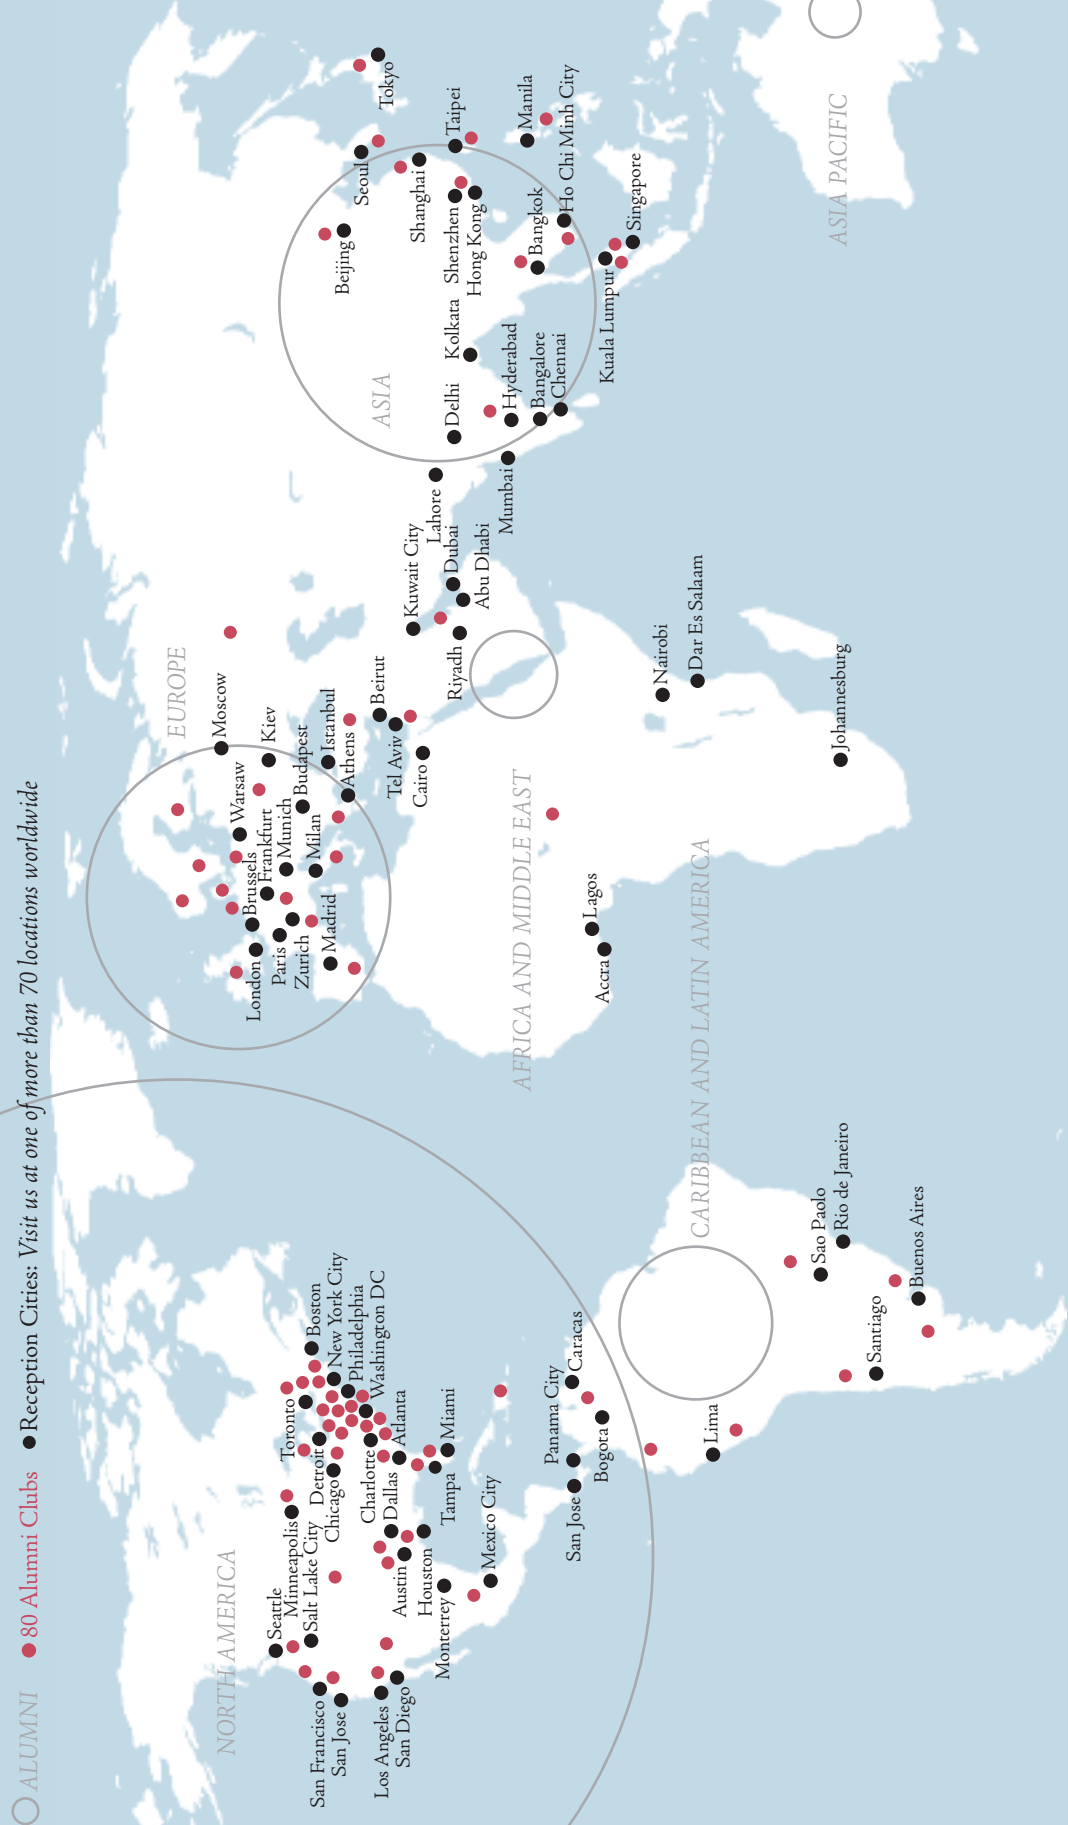 ALUMNI
80 Alumni Clubs
Reception Cities: Visit us at one of more than 70 locations worldwide
NORTH AMERICA
Seattle
Minneapolis
Salt Lake City
San Francisco
San Jose
Los Angeles
San Diego
Toronto
Detroit
Chicago
Boston
New York City
Philadelphia
Washington DC
Charlotte
Atlanta
Dallas
Austin
Houston
Tampa
Miami
Monterrey
Mexico City
San Jose
Panama City
Caracas
Bogota
CARIBBEAN AND LATIN AMERICA
Lima
Sao Paolo
Rio de Janeiro
Santiago
Buenos Aires
EUROPE
Moscow
Kiev
Warsaw
Brussels
Frankfurt
Munich
Budapest
London
Paris
Zurich
Milan
Madrid
Istanbul
Athens
AFRICA AND MIDDLE EAST
Beirut
Tel Aviv
Cairo
Kuwait City
Riyadh
Dubai
Abu Dhabi
Lagos
Accra
Nairobi
Dar Es Salaam
Johannesburg
ASIA
Lahore
Delhi
Mumbai
Kolkata
Hyderabad
Bangalore
Chennai
Beijing
Seoul
Tokyo
Shanghai
Taipei
Shenzhen
Hong Kong
Manila
Bangkok
Ho Chi Minh City
Kuala Lumpur
Singapore
ASIA PACIFIC